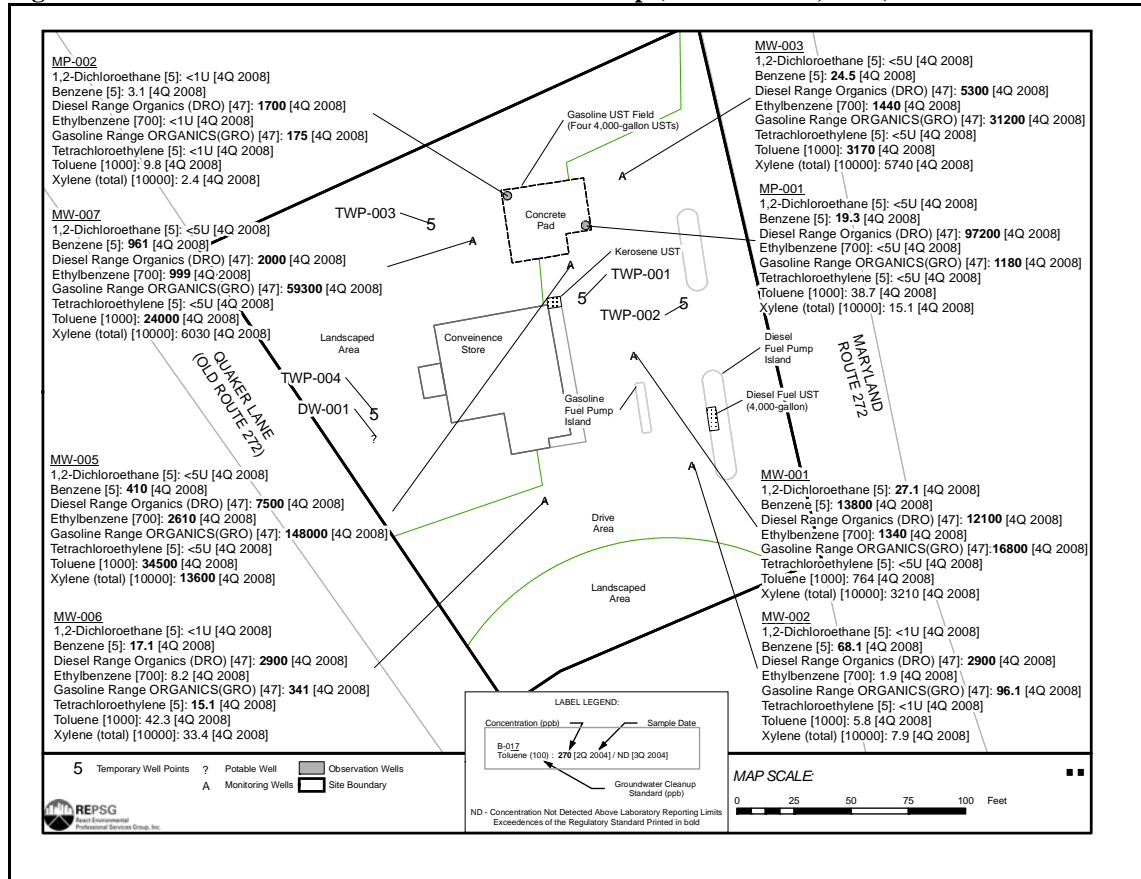 MP-002
1,2-Dichloroethane [5]: <1U [4Q 2008]
Benzene [5]: 3.1 [4Q 2008]
Diesel Range Organics (DRO) [47]: 1700 [4Q 2008]
Ethylbenzene [700]: <1U [4Q 2008]
Gasoline Range ORGANICS(GRO) [47]: 175 [4Q 2008]
Tetrachloroethylene [5]: <1U [4Q 2008]
Toluene [1000]: 9.8 [4Q 2008]
Xylene (total) [10000]: 2.4 [4Q 2008]
MW-007
1,2-Dichloroethane [5]: <5U [4Q 2008]
Benzene [5]: 961 [4Q 2008]
Diesel Range Organics (DRO) [47]: 2000 [4Q 2008]
Ethylbenzene [700]: 999 [4Q 2008]
Gasoline Range ORGANICS(GRO) [47]: 59300 [4Q 2008]
Tetrachloroethylene [5]: <5U [4Q 2008]
Toluene [1000]: 24000 [4Q 2008]
Xylene (total) [10000]: 6030 [4Q 2008]
MW-005
1,2-Dichloroethane [5]: <5U [4Q 2008]
Benzene [5]: 410 [4Q 2008]
Diesel Range Organics (DRO) [47]: 7500 [4Q 2008]
Ethylbenzene [700]: 2610 [4Q 2008]
Gasoline Range ORGANICS(GRO) [47]: 148000 [4Q 2008]
Tetrachloroethylene [5]: <5U [4Q 2008]
Toluene [1000]: 34500 [4Q 2008]
Xylene (total) [10000]: 13600 [4Q 2008]
MW-006
1,2-Dichloroethane [5]: <1U [4Q 2008]
Benzene [5]: 17.1 [4Q 2008]
Diesel Range Organics (DRO) [47]: 2900 [4Q 2008]
Ethylbenzene [700]: 8.2 [4Q 2008]
Gasoline Range ORGANICS(GRO) [47]: 341 [4Q 2008]
Tetrachloroethylene [5]: 15.1 [4Q 2008]
Toluene [1000]: 42.3 [4Q 2008]
Xylene (total) [10000]: 33.4 [4Q 2008]
Gasoline UST Field
(Four 4,000-gallon USTs)
A
TWP-003
5
Concrete
Pad
A
A
Kerosene UST
TWP-001
5
TWP-002
5
Landscaped
Area
Conveinence
Store
A
Diesel
Fuel Pump
Island
TWP-004
5
DW-001
?
Gasoline
Fuel Pump
Island
Diesel Fuel UST
(4,000-gallon)
QUAKER LANE
(OLD ROUTE 272)
MARYLAND
ROUTE 272
A
A
Drive
Area
Landscaped
Area
MW-003
1,2-Dichloroethane [5]: <5U [4Q 2008]
Benzene [5]: 24.5 [4Q 2008]
Diesel Range Organics (DRO) [47]: 5300 [4Q 2008]
Ethylbenzene [700]: 1440 [4Q 2008]
Gasoline Range ORGANICS(GRO) [47]: 31200 [4Q 2008]
Tetrachloroethylene [5]: <5U [4Q 2008]
Toluene [1000]: 3170 [4Q 2008]
Xylene (total) [10000]: 5740 [4Q 2008]
MP-001
1,2-Dichloroethane [5]: <5U [4Q 2008]
Benzene [5]: 19.3 [4Q 2008]
Diesel Range Organics (DRO) [47]: 97200 [4Q 2008]
Ethylbenzene [700]: <5U [4Q 2008]
Gasoline Range ORGANICS(GRO) [47]: 1180 [4Q 2008]
Tetrachloroethylene [5]: <5U [4Q 2008]
Toluene [1000]: 38.7 [4Q 2008]
Xylene (total) [10000]: 15.1 [4Q 2008]
MW-001
1,2-Dichloroethane [5]: 27.1 [4Q 2008]
Benzene [5]: 13800 [4Q 2008]
Diesel Range Organics (DRO) [47]: 12100 [4Q 2008]
Ethylbenzene [700]: 1340 [4Q 2008]
Gasoline Range ORGANICS(GRO) [47]:16800 [4Q 2008]
Tetrachloroethylene [5]: <5U [4Q 2008]
Toluene [1000]: 764 [4Q 2008]
Xylene (total) [10000]: 3210 [4Q 2008]
MW-002
1,2-Dichloroethane [5]: <1U [4Q 2008]
Benzene [5]: 68.1 [4Q 2008]
Diesel Range Organics (DRO) [47]: 2900 [4Q 2008]
Ethylbenzene [700]: 1.9 [4Q 2008]
Gasoline Range ORGANICS(GRO) [47]: 96.1 [4Q 2008]
Tetrachloroethylene [5]: <1U [4Q 2008]
Toluene [1000]: 5.8 [4Q 2008]
Xylene (total) [10000]: 7.9 [4Q 2008]
LABEL LEGEND:
Concentration (ppb)
Sample Date
B-017
Toluene (100) : 270 [2Q 2004] / ND [3Q 2004]
Groundwater Cleanup
Standard (ppb)
ND - Concentration Not Detected Above Laboratory Reporting Limits
Exceedences of the Regulatory Standard Printed in bold
5 Temporary Well Points ? Potable Well Observation Wells
A Monitoring Wells Site Boundary
REPSG
React Environmental
Professional Services Group, Inc.
MAP SCALE:
0 25 50 75 100 Feet